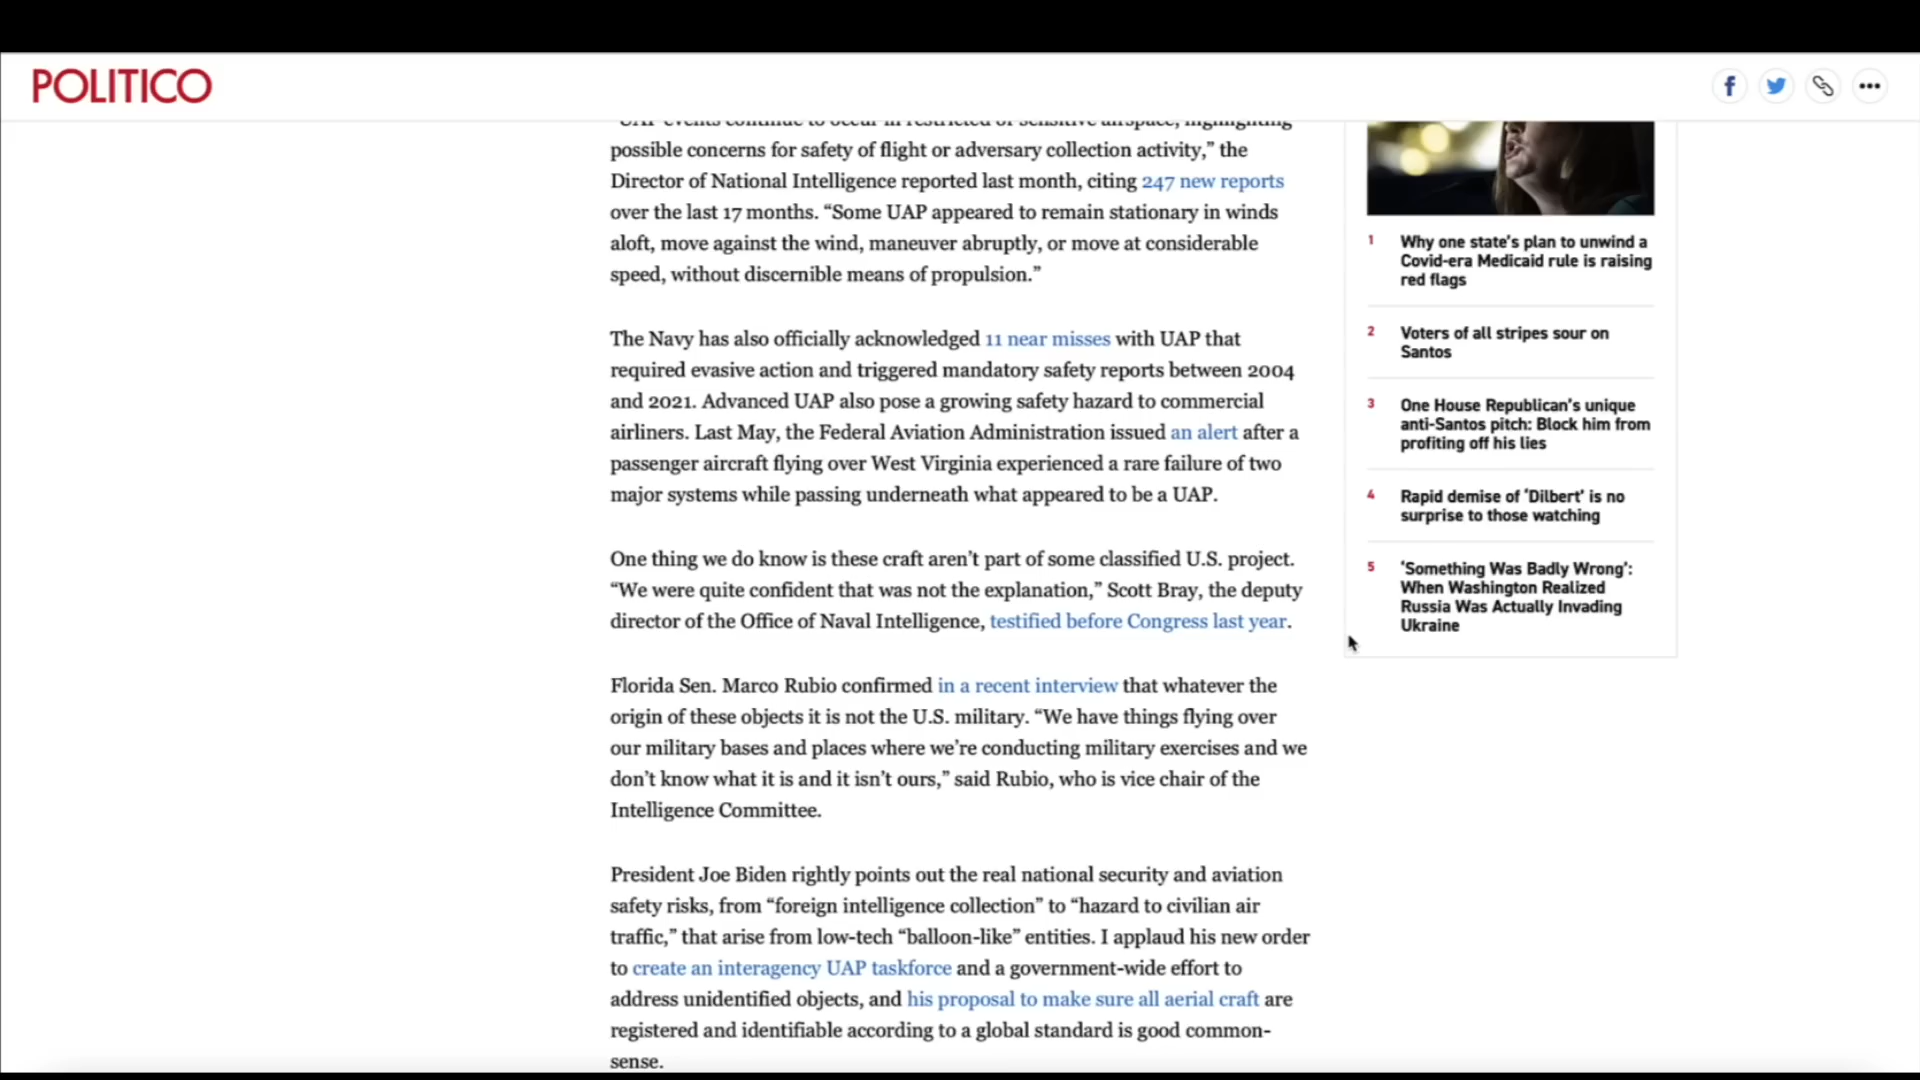 POLITICO
"UAP events continue to occur in restricted or sensitive airspace, highlighting
possible concerns for safety of flight or adversary collection activity,” the
Director of National Intelligence reported last month, citing 247 new reports
over the last 17 months. “Some UAP appeared to remain stationary in winds
aloft, move against the wind, maneuver abruptly, or move at considerable
speed, without discernible means of propulsion.”
The Navy has also officially acknowledged 11 near misses with UAP that
required evasive action and triggered mandatory safety reports between 2004
and 2021. Advanced UAP also pose a growing safety hazard to commercial
airliners. Last May, the Federal Aviation Administration issued an alert after a
passenger aircraft flying over West Virginia experienced a rare failure of two
major systems while passing underneath what appeared to be a UAP.
One thing we do know is these craft aren’t part of some classified U.S. project.
“We were quite confident that was not the explanation,” Scott Bray, the deputy
director of the Office of Naval Intelligence, testified before Congress last year.
Florida Sen. Marco Rubio confirmed in a recent interview that whatever the
origin of these objects it is not the U.S. military. “We have things flying over
our military bases and places where we’re conducting military exercises and we
don’t know what it is and it isn’t ours,” said Rubio, who is vice chair of the
Intelligence Committee.
President Joe Biden rightly points out the real national security and aviation
safety risks, from “foreign intelligence collection” to “hazard to civilian air
traffic,” that arise from low-tech “balloon-like” entities. I applaud his new order
to create an interagency UAP taskforce and a government-wide effort to
address unidentified objects, and his proposal to make sure all aerial craft are
registered and identifiable according to a global standard is good common-
sense.
1 Why one state’s plan to unwind a
Covid-era Medicaid rule is raising
red flags
2 Voters of all stripes sour on
Santos
3 One House Republican’s unique
anti-Santos pitch: Block him from
profiting off his lies
4 Rapid demise of ‘Dilbert’ is no
surprise to those watching
5 ‘Something Was Badly Wrong’:
When Washington Realized
Russia Was Actually Invading
Ukraine